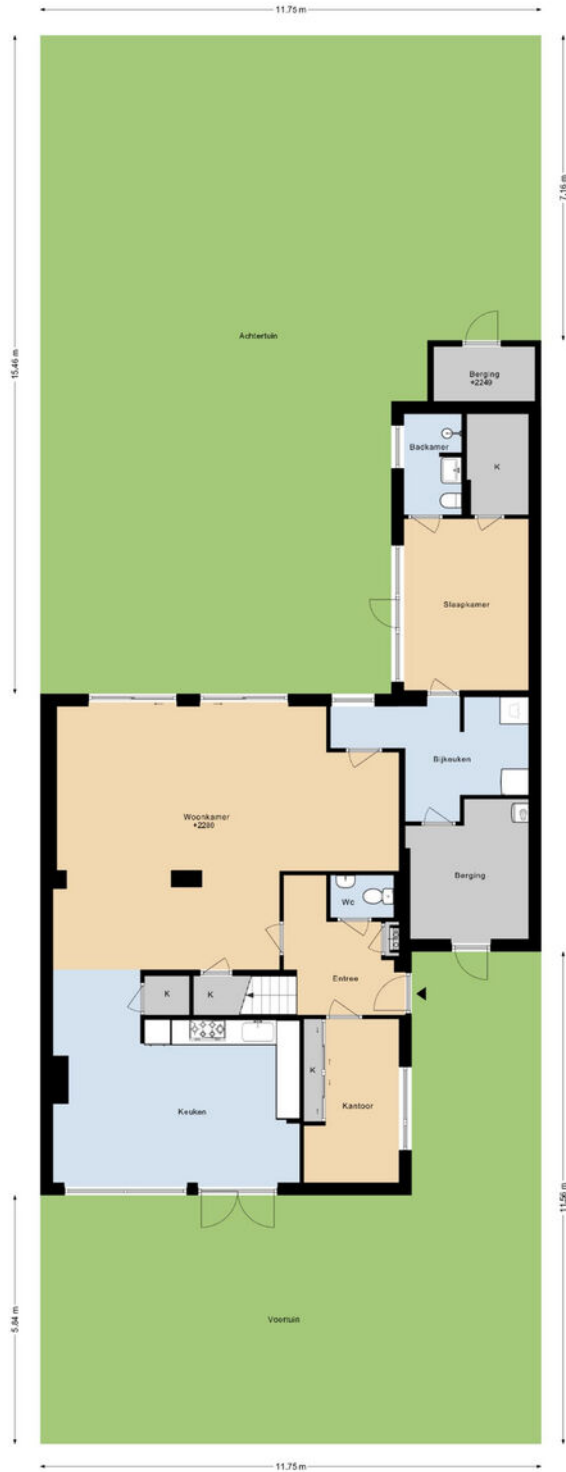 11.75 m
7.16 m
15.46 m
Achtertuin
Berging
+2249
Badkamer
K
Slaapkamer
Bijkeuken
Woonkamer
+2280
Berging
Wc
Entree
K
K
K
Kantoor
Keuken
11.56 m
5.84 m
Voortuin
11.75 m